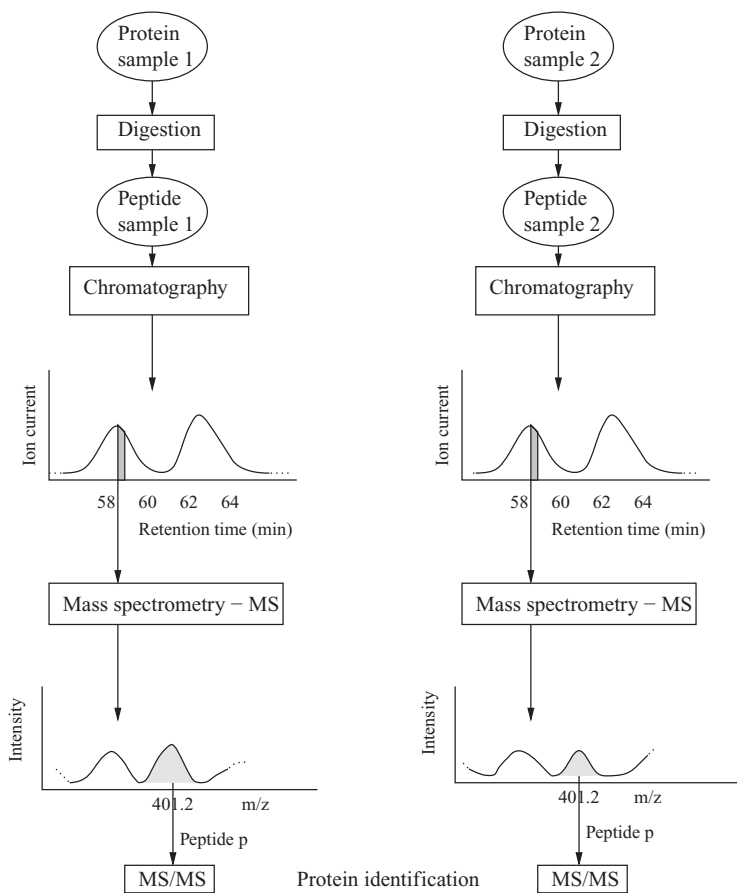 Protein
sample 1
Digestion
Peptide
sample 1
Chromatography
Ion current
58 60 62 64
Retention time (min)
Mass spectrometry − MS
Intensity
401.2 m/z
Peptide p
MS/MS
Protein
sample 2
Digestion
Peptide
sample 2
Chromatography
Ion current
58 60 62 64
Retention time (min)
Mass spectrometry − MS
Intensity
401.2 m/z
Peptide p
MS/MS
Protein identification